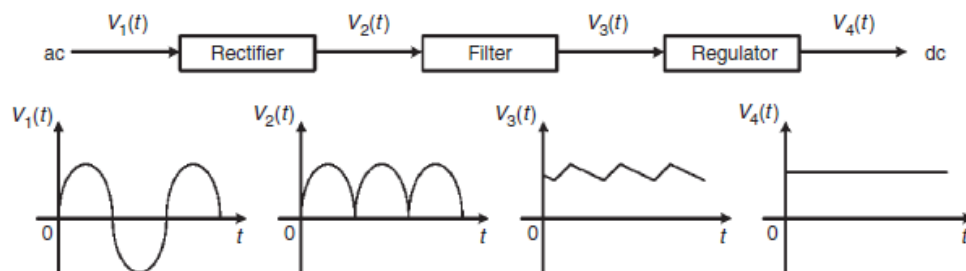 V1(t) V2(t) V3(t) V4(t)
ac Rectifier Filter Regulator dc
V1(t) V2(t) V3(t) V4(t)
0 t 0 t 0 t 0 t